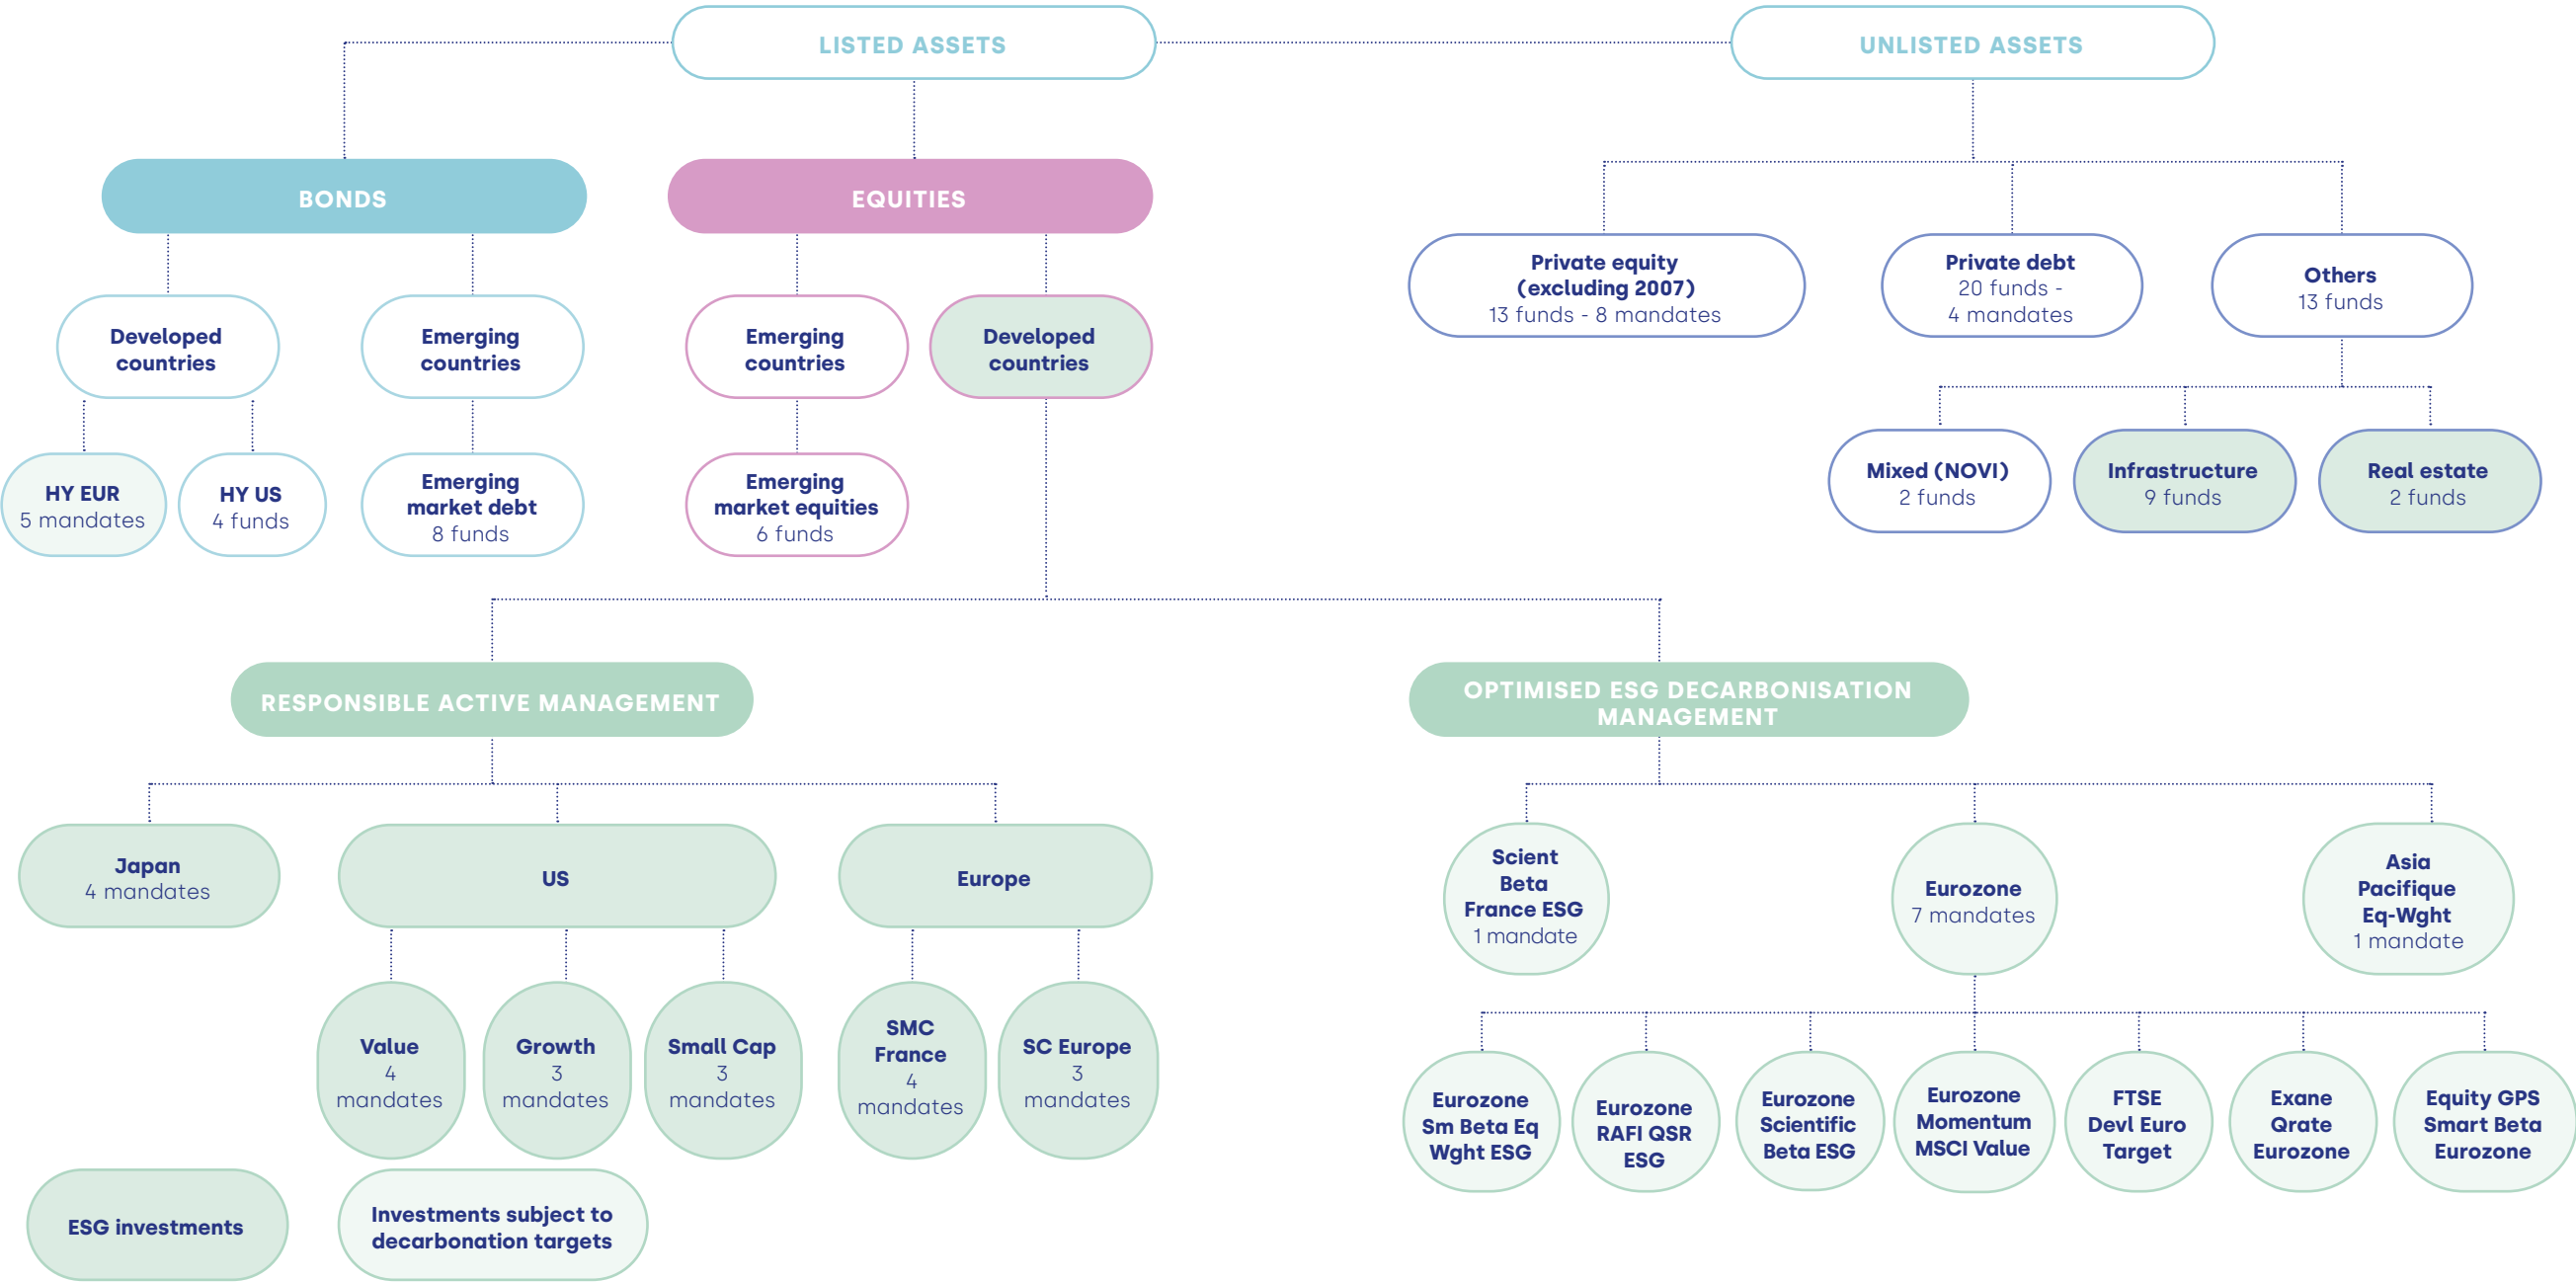 LISTED ASSETS
UNLISTED ASSETS
BONDS
EQUITIES
Private equity
(excluding 2007)
13 funds - 8 mandates
Private debt
20 funds -
4 mandates
Others
13 funds
Developed
countries
Emerging
countries
Emerging
countries
Developed
countries
HY EUR
5 mandates
HY US
4 funds
Emerging
market debt
8 funds
Emerging
market equities
6 funds
Mixed (NOVI)
2 funds
Infrastructure
9 funds
Real estate
2 funds
RESPONSIBLE ACTIVE MANAGEMENT
OPTIMISED ESG DECARBONISATION
MANAGEMENT
Japan
4 mandates
US
Europe
Scient
Beta
France ESG
1 mandate
Eurozone
7 mandates
Asia
Pacifique
Eq-Wght
1 mandate
Value
4
mandates
Growth
3
mandates
Small Cap
3
mandates
SMC
France
4
mandates
SC Europe
3
mandates
Eurozone
Sm Beta Eq
Wght ESG
Eurozone
RAFI QSR
ESG
Eurozone
Scientific
Beta ESG
Eurozone
Momentum
MSCI Value
FTSE
Devl Euro
Target
Exane
Qrate
Eurozone
Equity GPS
Smart Beta
Eurozone
ESG investments
Investments subject to
decarbonation targets